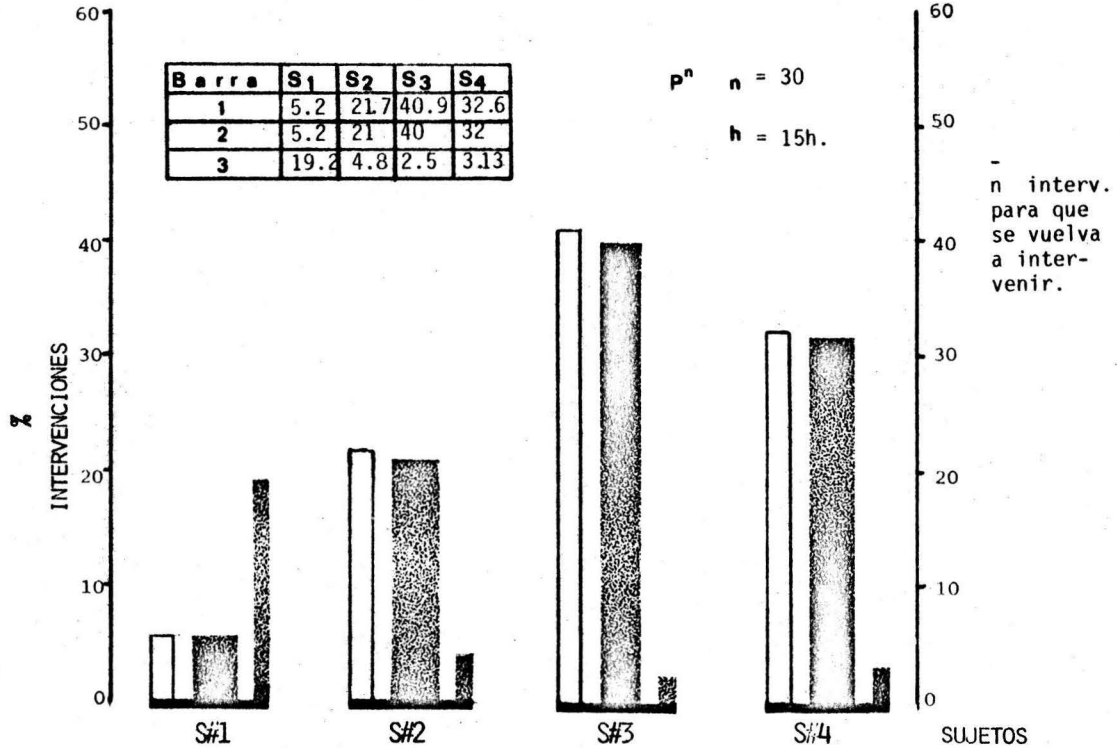 60
60
Barra S1 S2 S3 S4
1 5.2 21.7 40.9 32.6
2 5.2 21 40 32
3 19.2 4.8 2.5 3.13
Pⁿ n = 30
h = 15h.
50
50
-
n interv.
para que
se vuelva
a inter-
venir.
40
40
30
30
%
INTERVENCIONES
20
20
10
10
0
0
S#1 S#2 S#3 S#4 SUJETOS